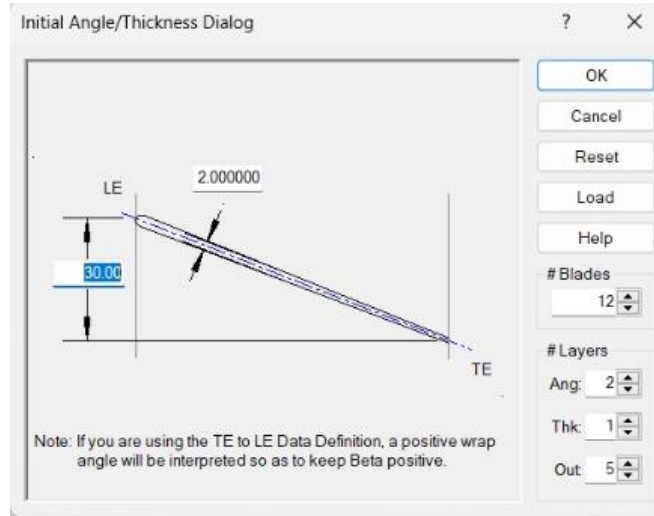 Initial Angle/Thickness Dialog
?
OK
Cancel
Reset
Load
Help
# Blades
12
# Layers
Ang: 2
Thk: 1
Out: 5
LE
2.000000
30.00
TE
Note: If you are using the TE to LE Data Definition, a positive wrap
angle will be interpreted so as to keep Beta positive.